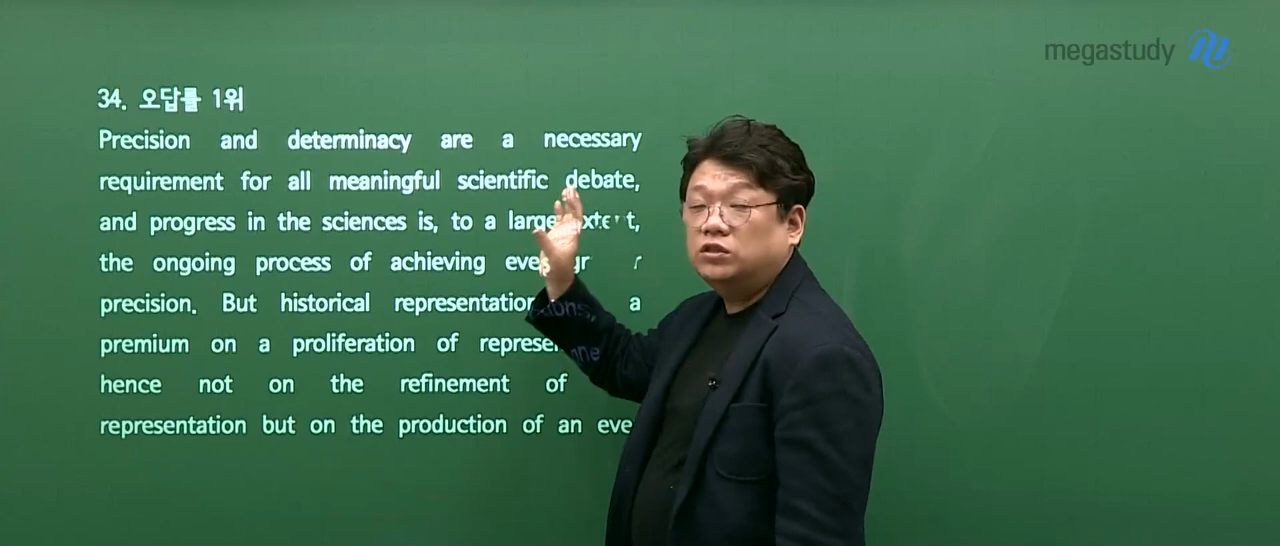 megastudy
34. 오답률 1위
Precision and determinacy are a necessary
requirement for all meaningful scientific debate,
and progress in the sciences is, to a large extent,
the ongoing process of achieving ever
precision. But historical representation a
premium on a proliferation of
hence not on the refinement of
representation but on the production of an